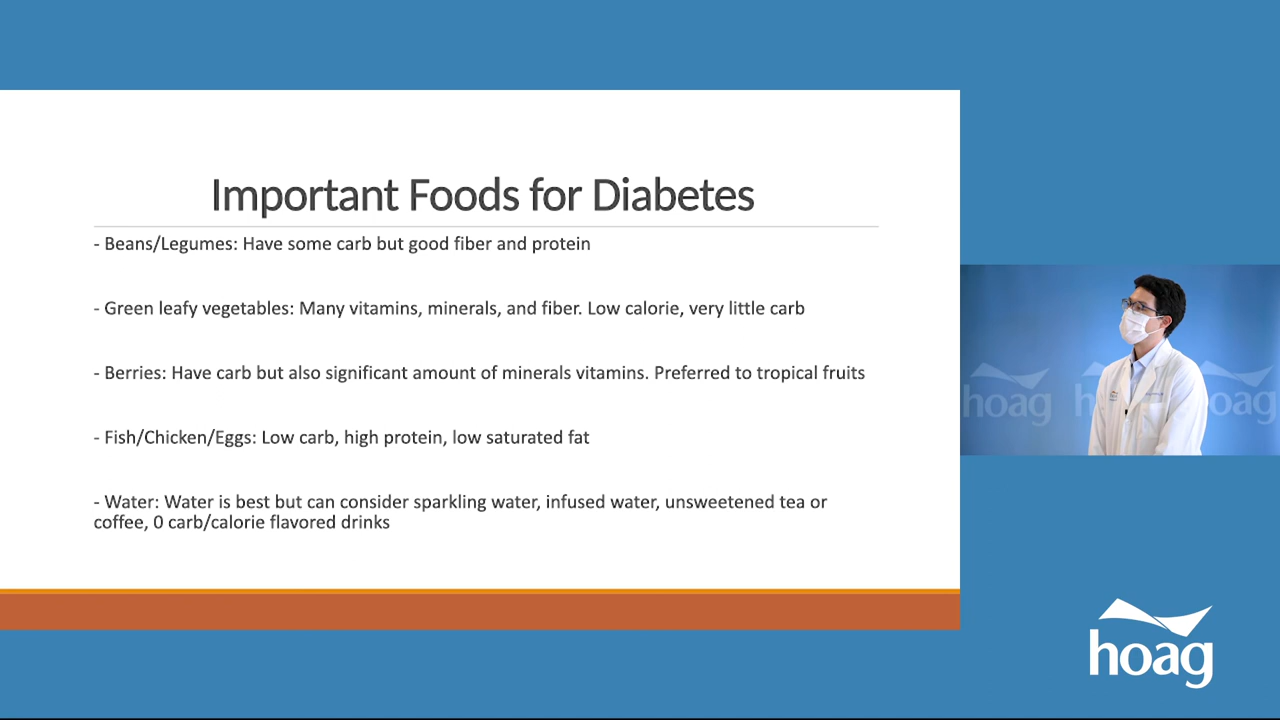 Important Foods for Diabetes
- Beans/Legumes: Have some carb but good fiber and protein
- Green leafy vegetables: Many vitamins, minerals, and fiber. Low calorie, very little carb
- Berries: Have carb but also significant amount of minerals vitamins. Preferred to tropical fruits
- Fish/Chicken/Eggs: Low carb, high protein, low saturated fat
- Water: Water is best but can consider sparkling water, infused water, unsweetened tea or
coffee, 0 carb/calorie flavored drinks
hoag
h
oag
hoag